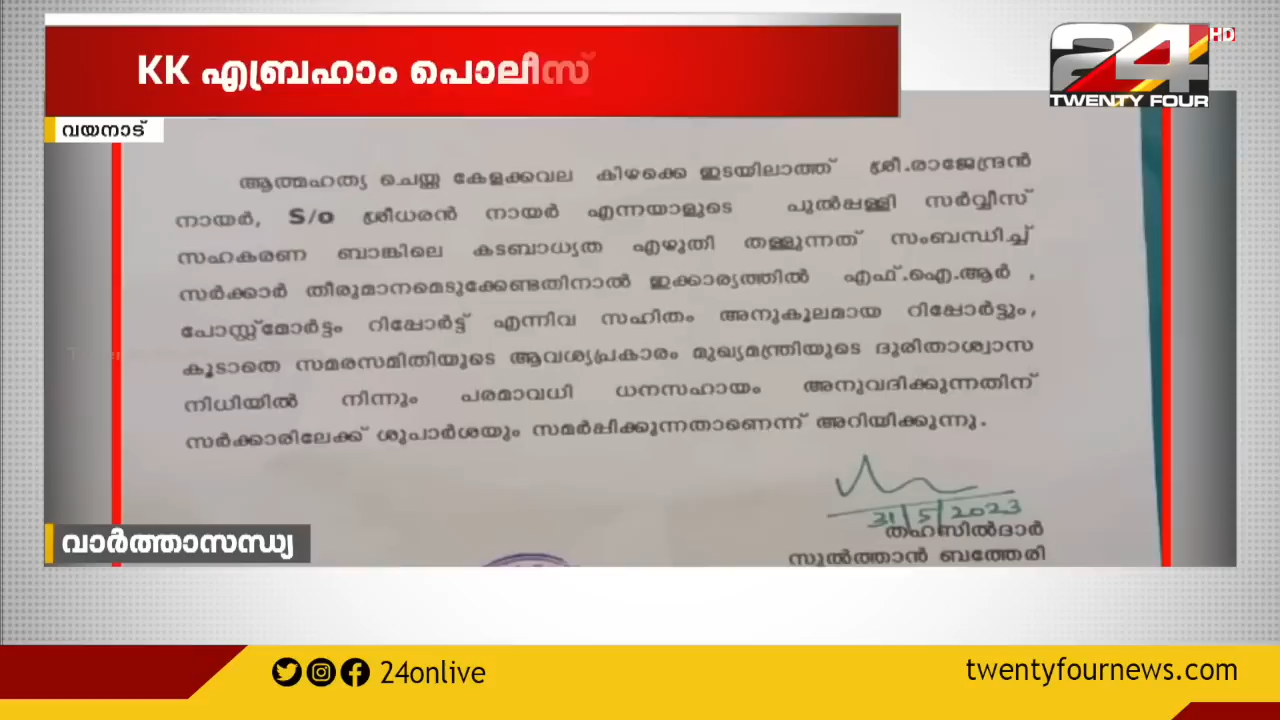 KK എബ്രഹാം പൊലീസ്
24 HD
TWENTY FOUR
വയനാട്
ആത്മഹത്യ ചെയ്ത കേളക്കവല കിഴക്കെ ഇടയിലാത്ത് ശ്രീ.രാജേന്ദ്രൻ
നായർ, S/o ശ്രീധരൻ നായർ എന്നയാളുടെ പുൽപ്പള്ളി സർവ്വീസ്
സഹകരണ ബാങ്കിലെ കടബാധ്യത എഴുതി തള്ളുന്നത് സംബന്ധിച്ച്
സർക്കാർ തീരുമാനമെടുക്കേണ്ടതിനാൽ ഇക്കാര്യത്തിൽ എഫ്.ഐ.ആർ ,
പോസ്റ്റ്മോർട്ടം റിപ്പോർട്ട് എന്നിവ സഹിതം അനുകൂലമായ റിപ്പോർട്ടും,
കൂടാതെ സമരസമിതിയുടെ ആവശ്യപ്രകാരം മുഖ്യമന്ത്രിയുടെ ദുരിതാശ്വാസ
നിധിയിൽ നിന്നും പരമാവധി ധനസഹായം അനുവദിക്കുന്നതിന്
സർക്കാരിലേക്ക് ശുപാർശയും സമർപ്പിക്കുന്നതാണെന്ന് അറിയിക്കുന്നു.
31/5/2023
തഹസിൽദാർ
സുൽത്താൻ ബത്തേരി
വാർത്താസന്ധ്യ
24onlive
twentyfournews.com